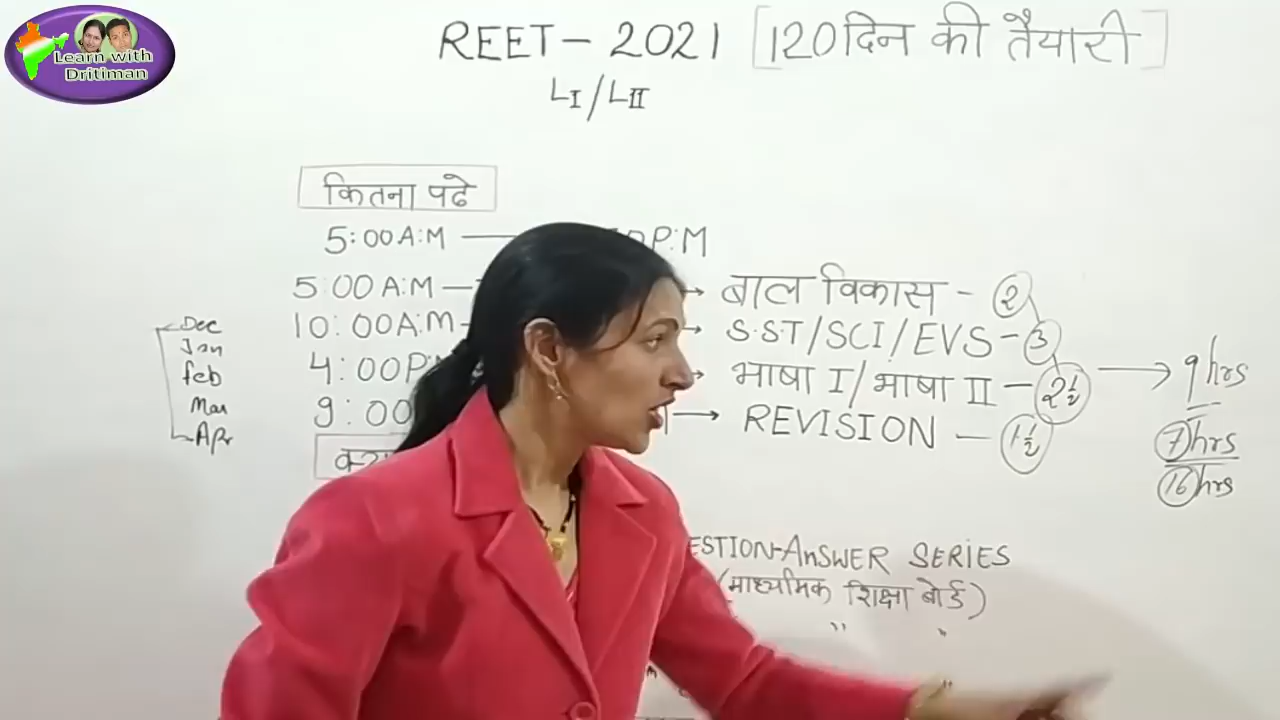 Learn with
Dritiman
REET - 2021 [120 दिन की तैयारी]
LI/LII
कितना पढे
5:00 A:M — P:M
5:00 A:M — → बाल विकास - २
10:00 A:M - → S.ST/SCI/EVS - 3
4:00 P → भाषा I/भाषा II - 2½
9:00 → REVISION - 1½
Dec
Jan
feb
Mar
Apr
→ 9 hrs
7 hrs
16 hrs
ESTION-AnSWER SERIES
(माध्यमिक शिक्षा बोर्ड)
" "